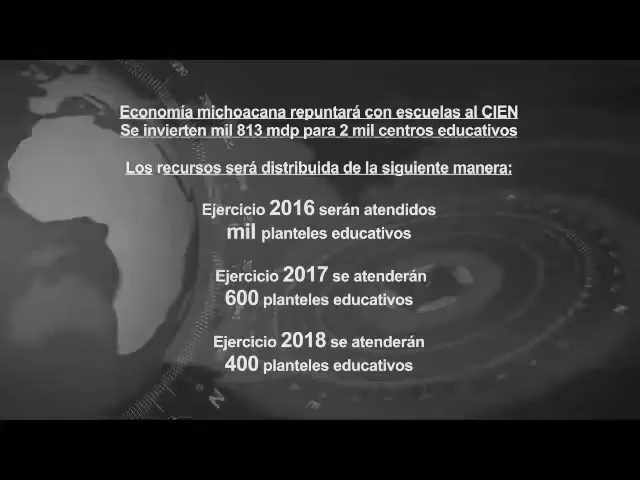 Economía michoacana repuntará con escuelas al CIEN
Se invierten mil 813 mdp para 2 mil centros educativos
Los recursos será distribuida de la siguiente manera:
Ejercicio 2016 serán atendidos
mil planteles educativos
Ejercicio 2017 se atenderán
600 planteles educativos
Ejercicio 2018 se atenderán
400 planteles educativos